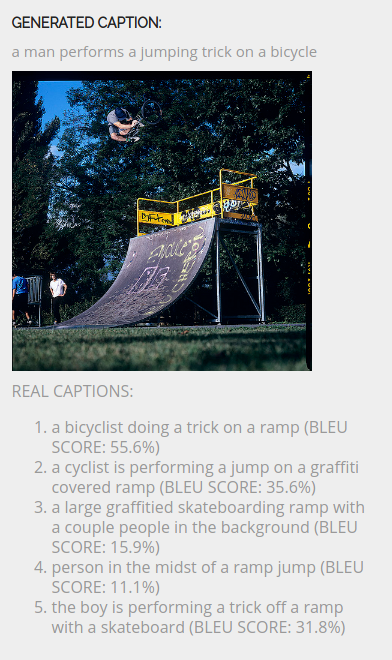 GENERATED CAPTION:
a man performs a jumping trick on a bicycle
REAL CAPTIONS:
1. a bicyclist doing a trick on a ramp (BLEU
SCORE: 55.6%)
2. a cyclist is performing a jump on a graffiti
covered ramp (BLEU SCORE: 35.6%)
3. a large graffitied skateboarding ramp with
a couple people in the background (BLEU
SCORE: 15.9%)
4. person in the midst of a ramp jump (BLEU
SCORE: 11.1%)
5. the boy is performing a trick off a ramp
with a skateboard (BLEU SCORE: 31.8%)